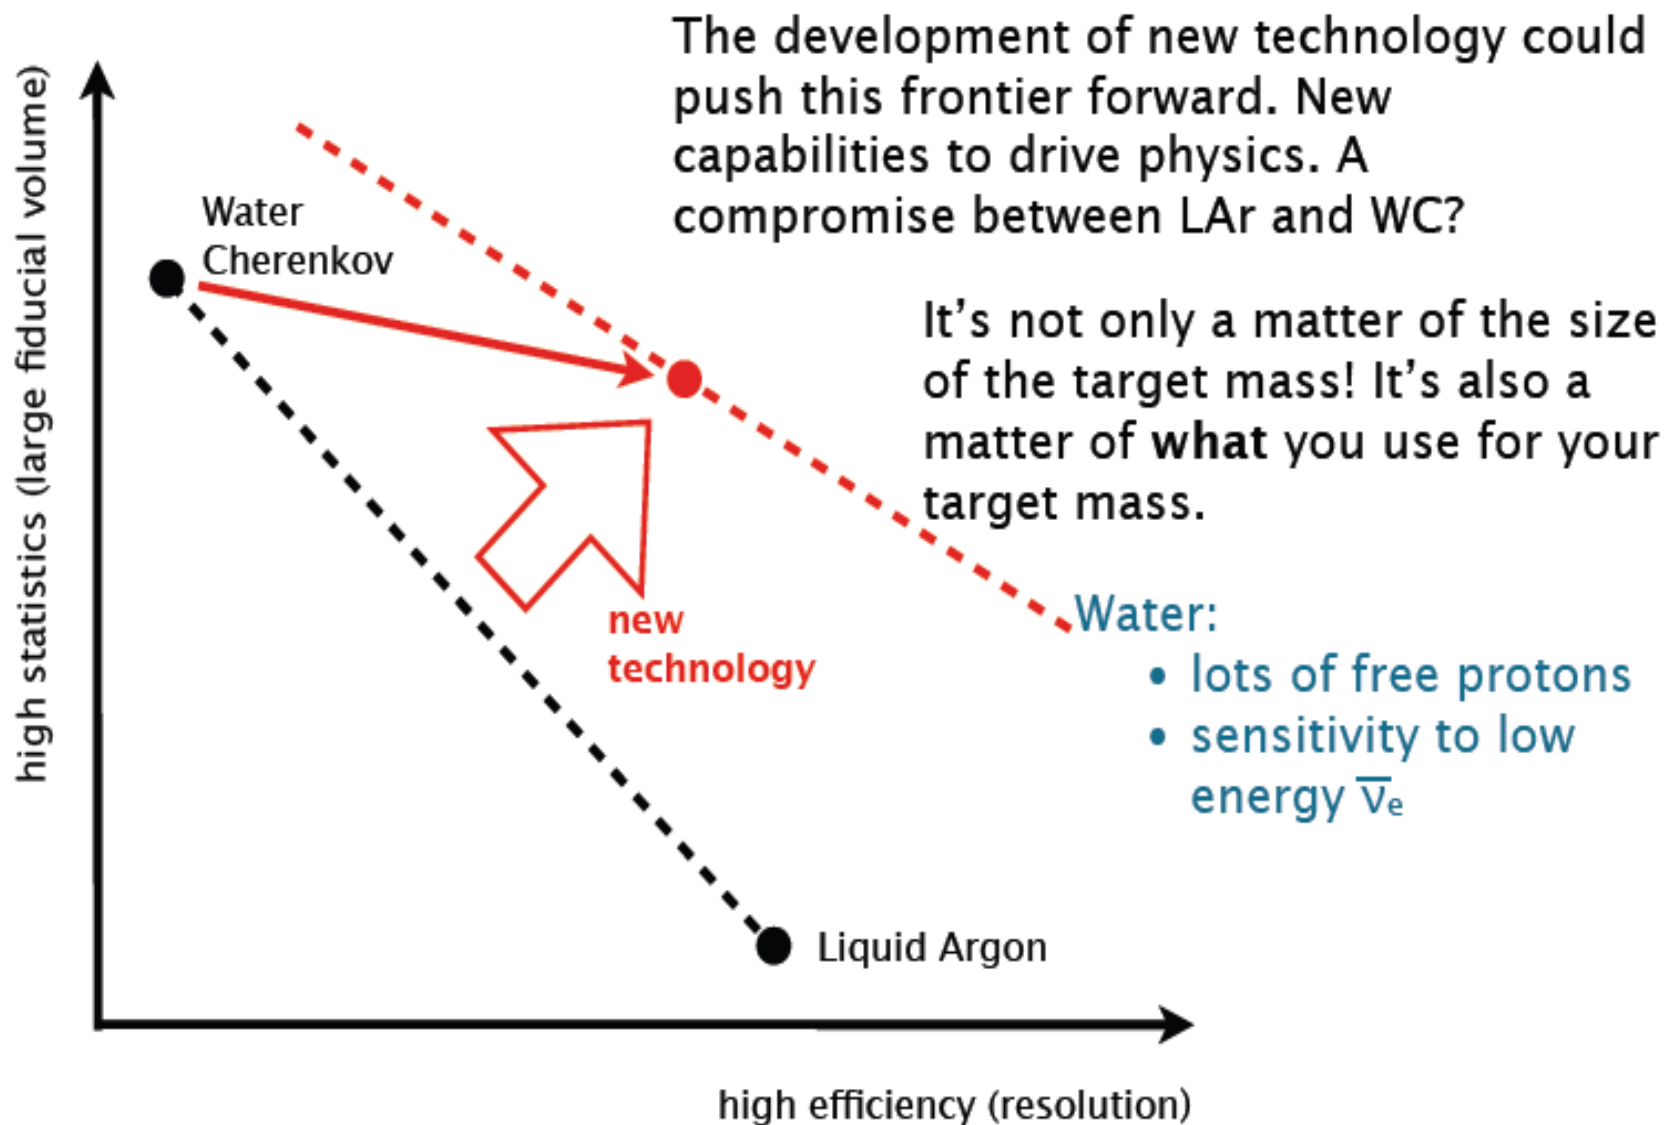 The development of new technology could
push this frontier forward. New
capabilities to drive physics. A
compromise between LAr and WC?
high statistics (large fiducial volume)
Water
Cherenkov
It’s not only a matter of the size
of the target mass! It’s also a
matter of what you use for your
target mass.
new
technology
Water:
• lots of free protons
• sensitivity to low
energy ν̅e
Liquid Argon
high efficiency (resolution)